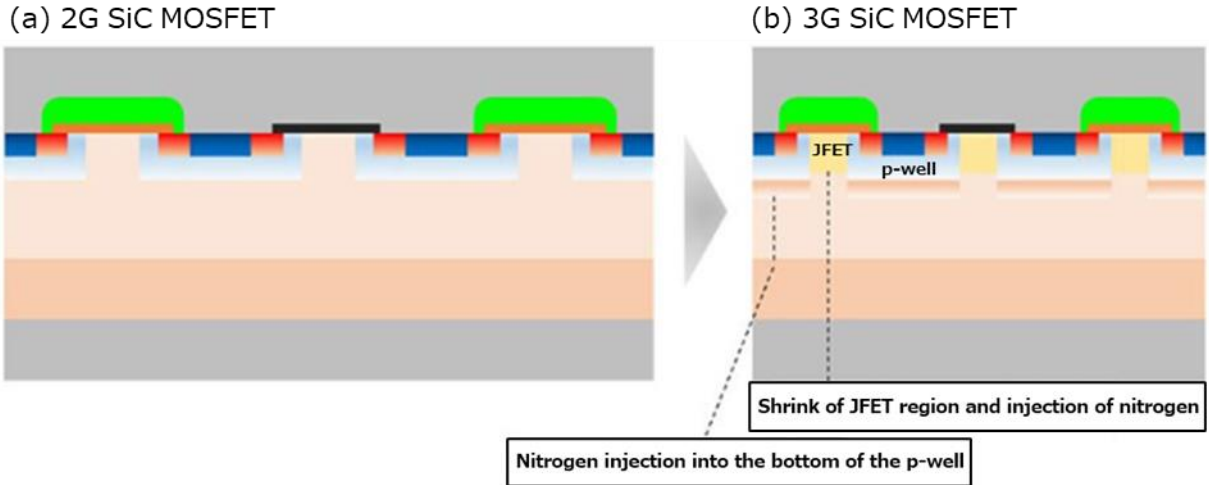 (a) 2G SiC MOSFET
(b) 3G SiC MOSFET
JFET
p-well
Shrink of JFET region and injection of nitrogen
Nitrogen injection into the bottom of the p-well